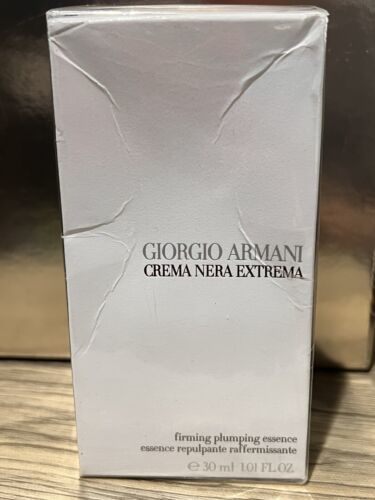 GIORGIO ARMANI
CREMA NERA EXTREMA
firming plumping essence
essence repulpante raffermissante
℮ 30 ml 1.01 FL.OZ